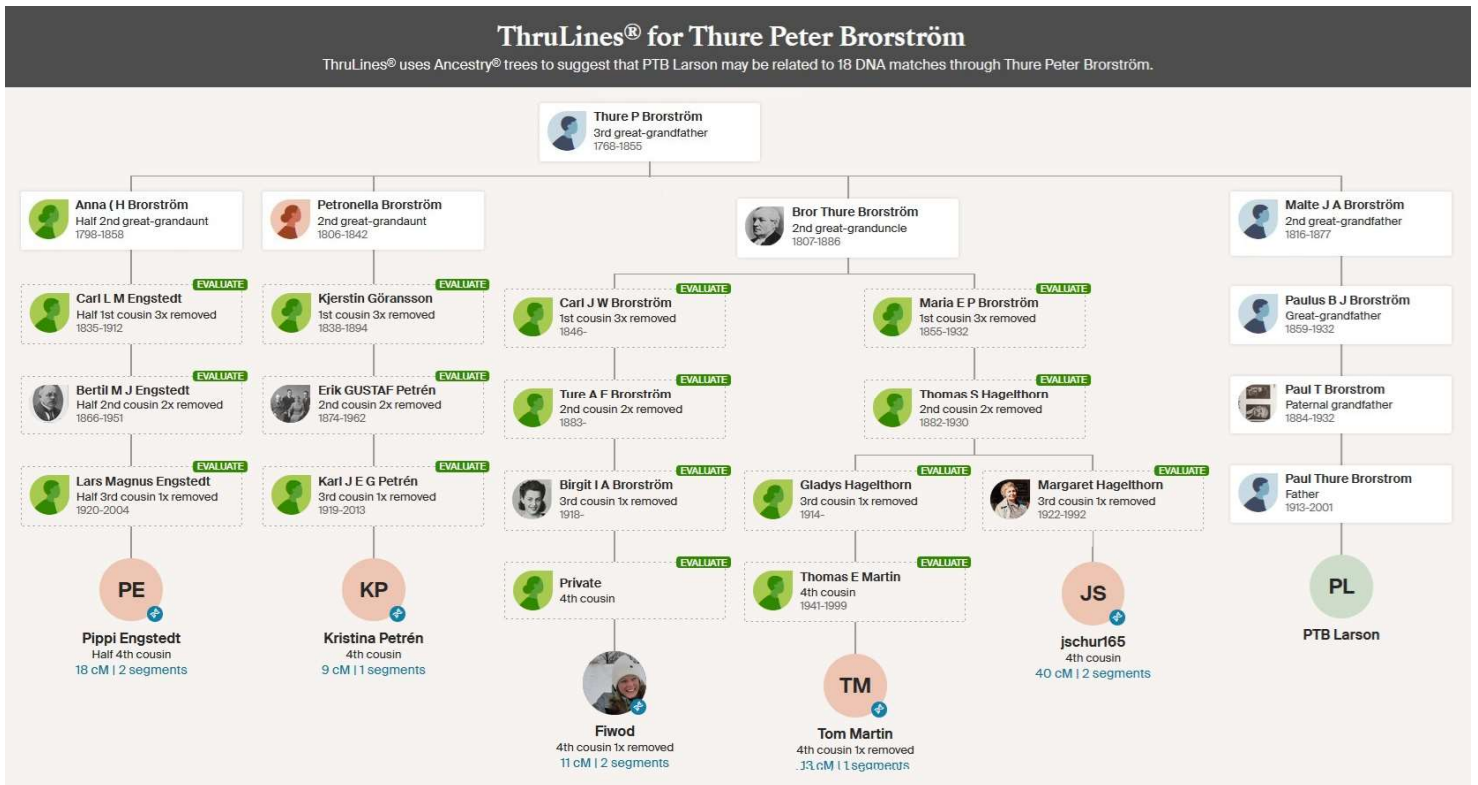 ThruLines® for Thure Peter Brorström
ThruLines® uses Ancestry® trees to suggest that PTB Larson may be related to 18 DNA matches through Thure Peter Brorström.
Thure P Brorström
3rd great-grandfather
1768-1855
Anna ( H Brorström
Half 2nd great-grandaunt
1798-1858
Petronella Brorström
2nd great-grandaunt
1806-1842
Bror Thure Brorström
2nd great-granduncle
1807-1886
Malte J A Brorström
2nd great-grandfather
1816-1877
EVALUATE
Carl L M Engstedt
Half 1st cousin 3x removed
1835-1912
EVALUATE
Kjerstin Göransson
1st cousin 3x removed
1838-1894
EVALUATE
Carl J W Brorström
1st cousin 3x removed
1846-
EVALUATE
Maria E P Brorström
1st cousin 3x removed
1855-1932
Paulus B J Brorström
Great-grandfather
1859-1932
EVALUATE
Bertil M J Engstedt
Half 2nd cousin 2x removed
1866-1951
EVALUATE
Erik GUSTAF Petrén
2nd cousin 2x removed
1874-1962
EVALUATE
Ture A F Brorström
2nd cousin 2x removed
1883-
EVALUATE
Thomas S Hagelthorn
2nd cousin 2x removed
1882-1930
Paul T Brorstrom
Paternal grandfather
1884-1932
EVALUATE
Lars Magnus Engstedt
Half 3rd cousin 1x removed
1920-2004
EVALUATE
Karl J E G Petrén
3rd cousin 1x removed
1919-2013
EVALUATE
Birgit I A Brorström
3rd cousin 1x removed
1918-
EVALUATE
Gladys Hagelthorn
3rd cousin 1x removed
1914-
EVALUATE
Margaret Hagelthorn
3rd cousin 1x removed
1922-1992
Paul Thure Brorstrom
Father
1913-2001
PE
Pippi Engstedt
Half 4th cousin
18 cM | 2 segments
KP
Kristina Petrén
4th cousin
9 cM | 1 segments
EVALUATE
Private
4th cousin
EVALUATE
Thomas E Martin
4th cousin
1941-1999
JS
jschur165
4th cousin
40 cM | 2 segments
PL
PTB Larson
Fiwod
4th cousin 1x removed
11 cM | 2 segments
TM
Tom Martin
4th cousin 1x removed
13 cM | 1 segments